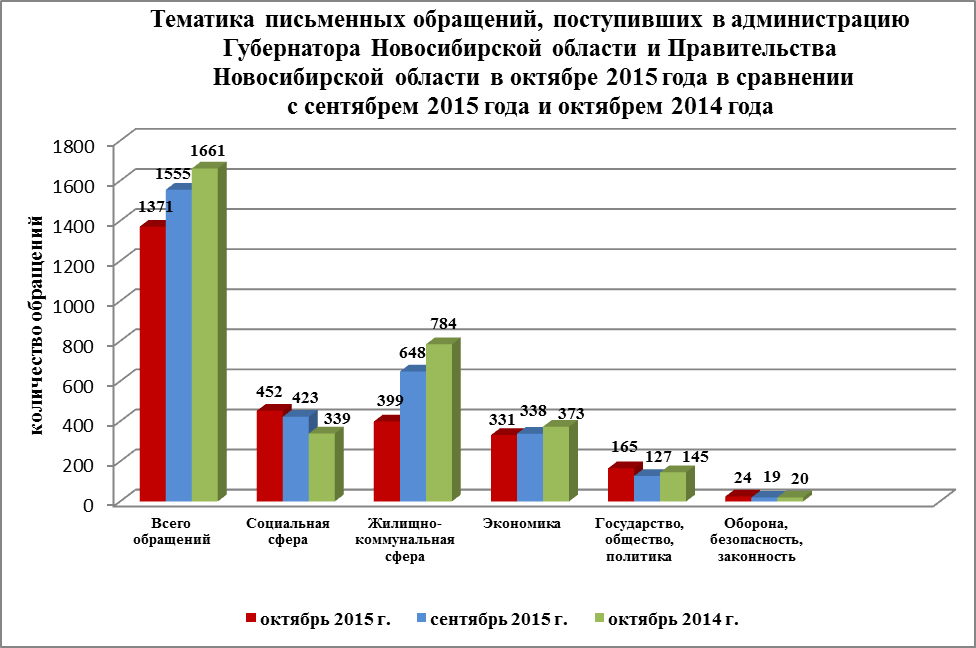 Тематика письменных обращений, поступивших в администрацию
Губернатора Новосибирской области и Правительства
Новосибирской области в октябре 2015 года в сравнении
с сентябрем 2015 года и октябрем 2014 года
количество обращений
1800
1600
1400
1200
1000
800
600
400
200
0
1371
1555
1661
452
423
339
399
648
784
331
338
373
165
127
145
24
19
20
Всего
обращений
Социальная
сфера
Жилищно-
коммунальная
сфера
Экономика
Государство,
общество,
политика
Оборона,
безопасность,
законность
октябрь 2015 г.
сентябрь 2015 г.
октябрь 2014 г.